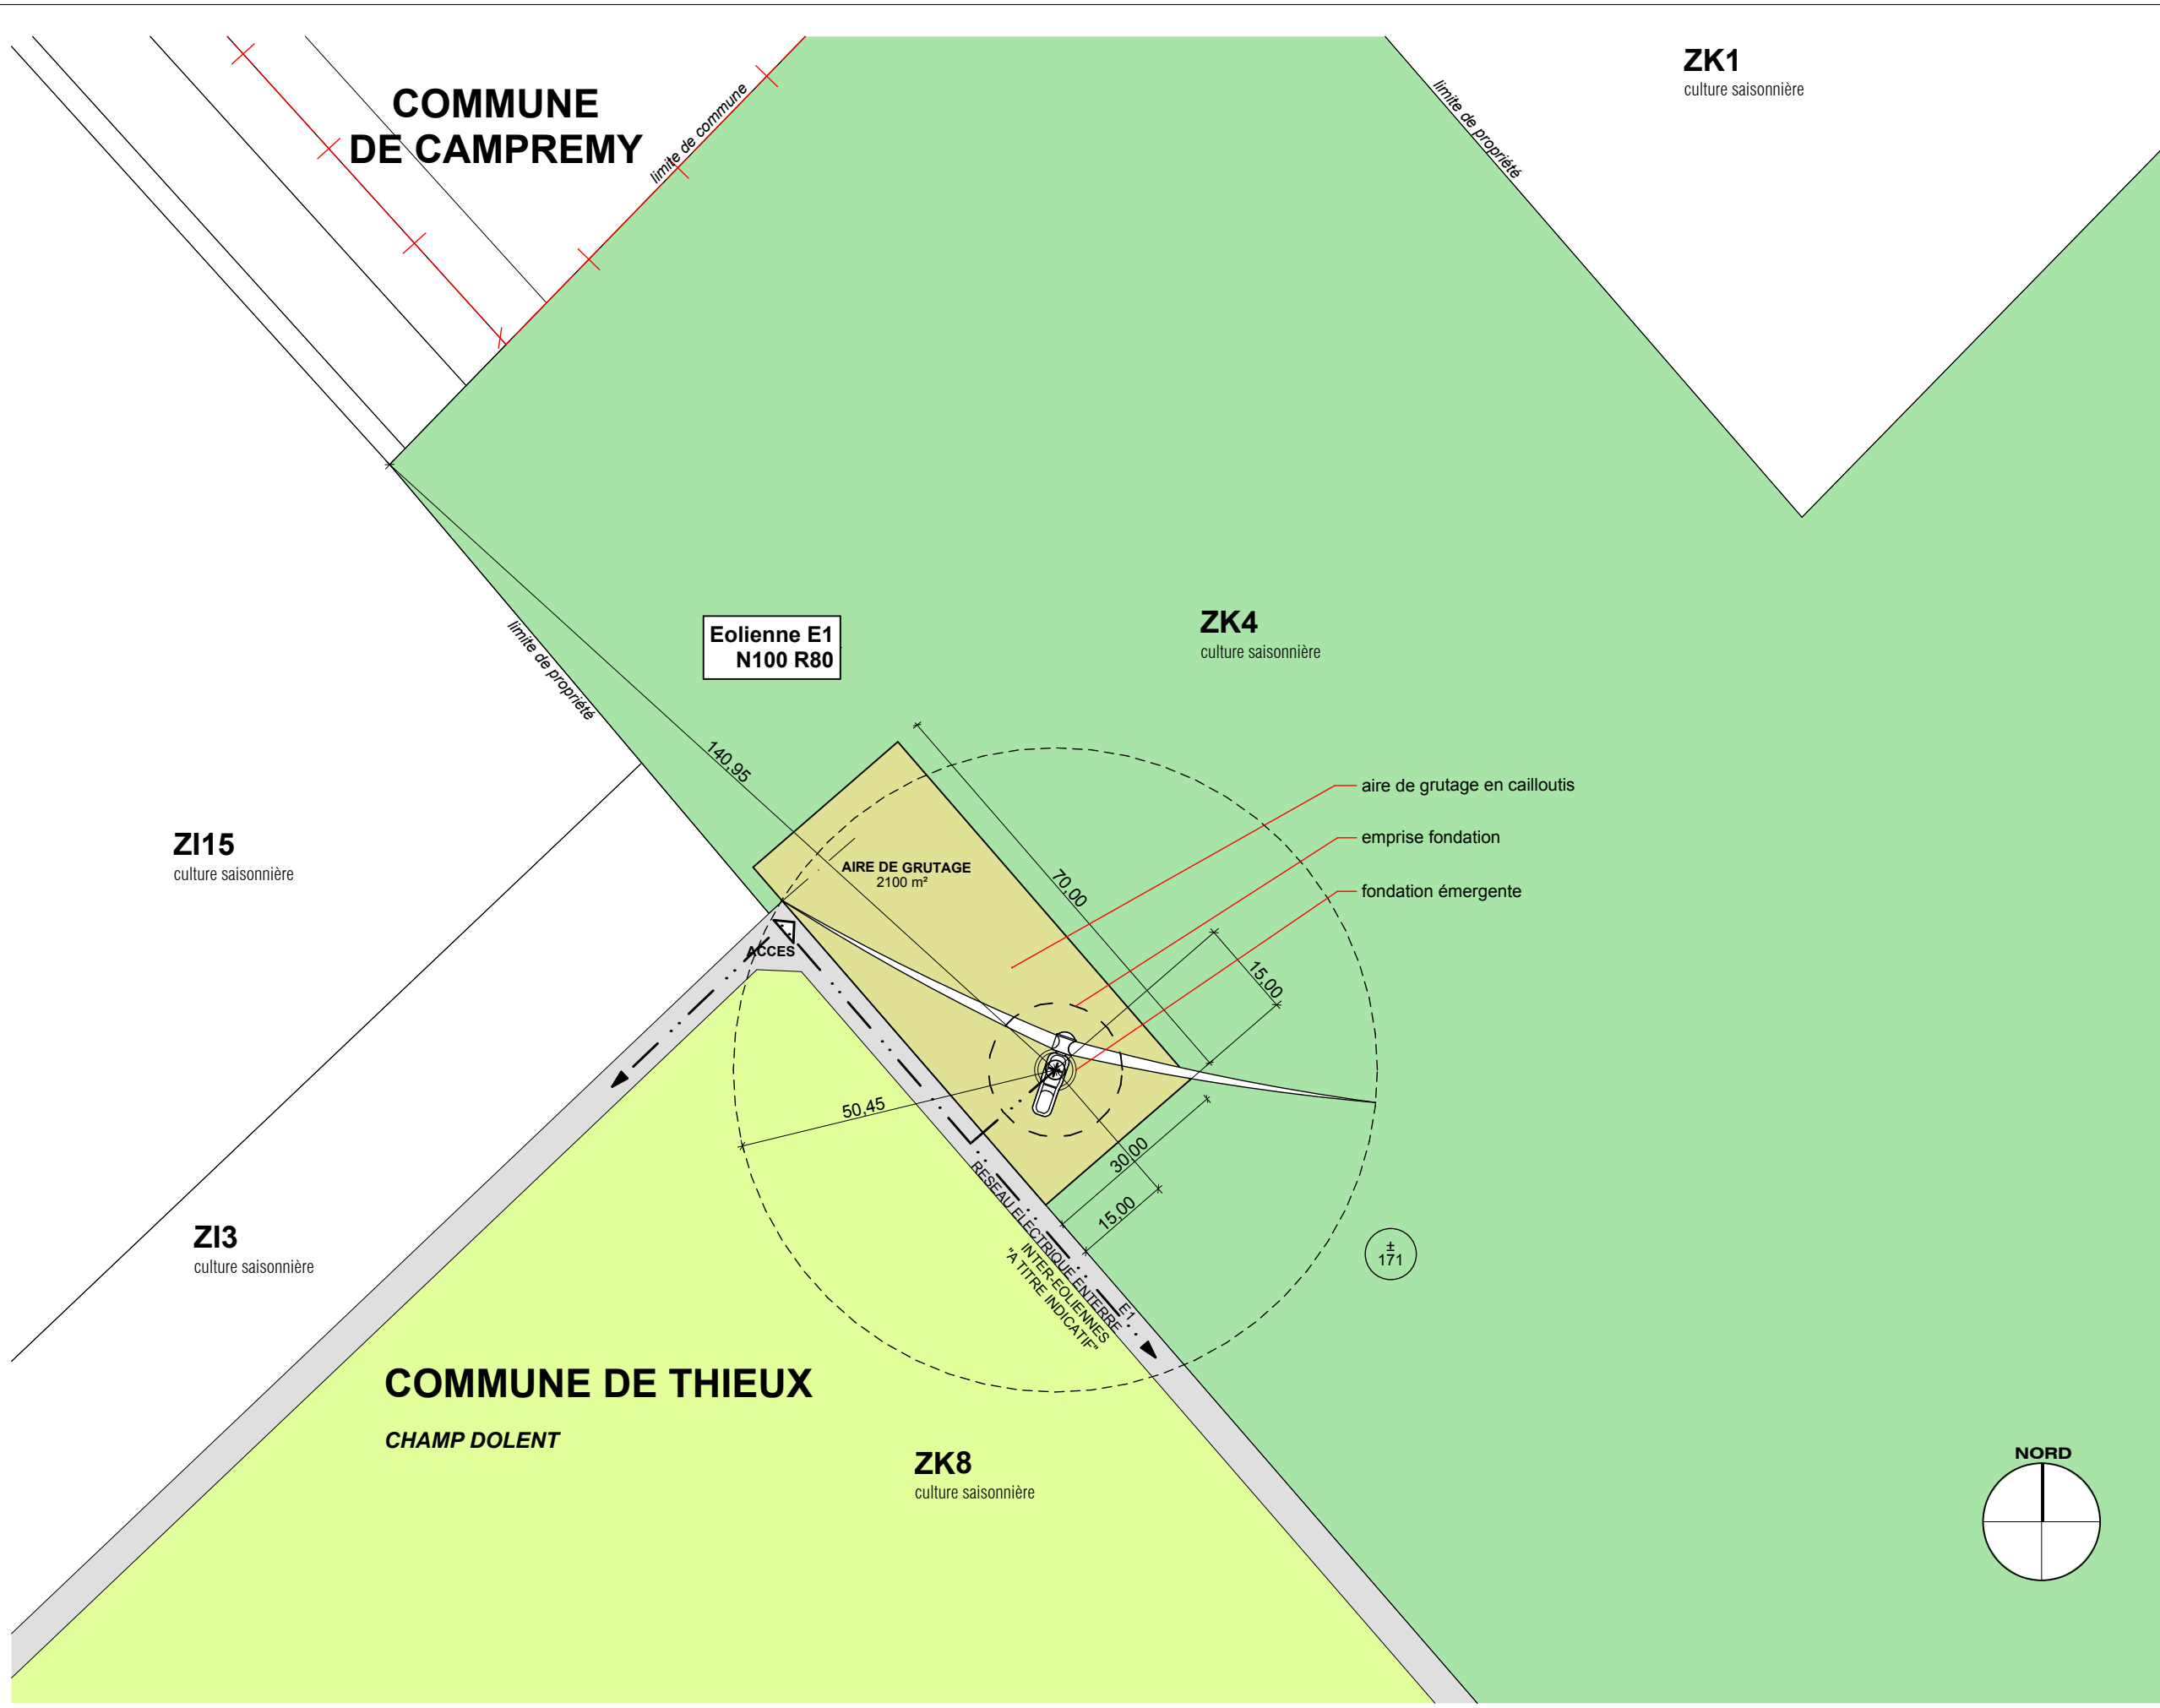 ZK1
culture saisonnière
COMMUNE
DE CAMPREMY
limite de commune
limite de propriété
ZK4
culture saisonnière
Eolienne E1
N100 R80
limite de propriété
140,95
aire de grutage en cailloutis
emprise fondation
fondation émergente
ZI15
culture saisonnière
AIRE DE GRUTAGE
2100 m²
70,00
15,00
ACCES
50,45
30,00
15,00
RESEAU ELECTRIQUE ENTERRE
INTER-EOLIENNES
"A TITRE INDICATIF"
E1
±
171
ZI3
culture saisonnière
COMMUNE DE THIEUX
CHAMP DOLENT
ZK8
culture saisonnière
NORD